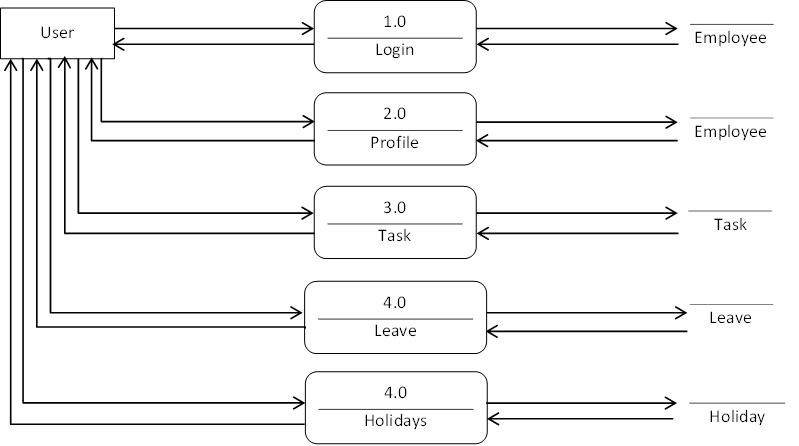 User
1.0
Login
Employee
2.0
Profile
Employee
3.0
Task
Task
4.0
Leave
Leave
4.0
Holidays
Holiday